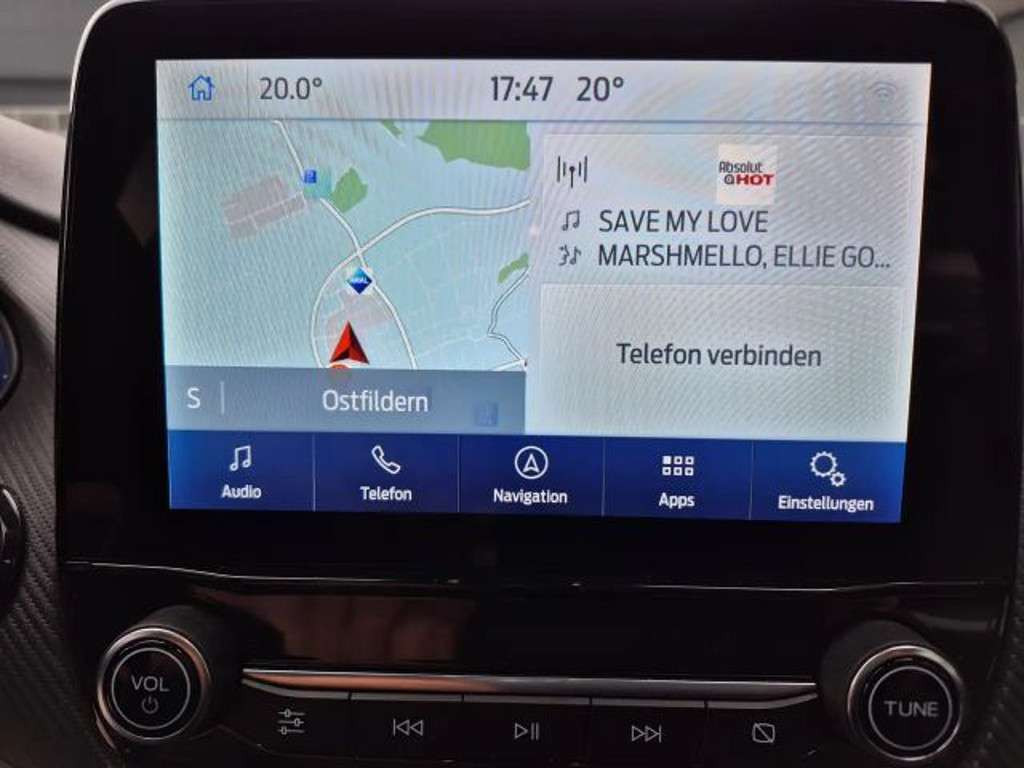 20.0° 17:47 20°
Absolut
HOT
SAVE MY LOVE
MARSHMELLO, ELLIE GO...
ARAL
Telefon verbinden
S Ostfildern
Audio Telefon Navigation Apps Einstellungen
VOL
TUNE